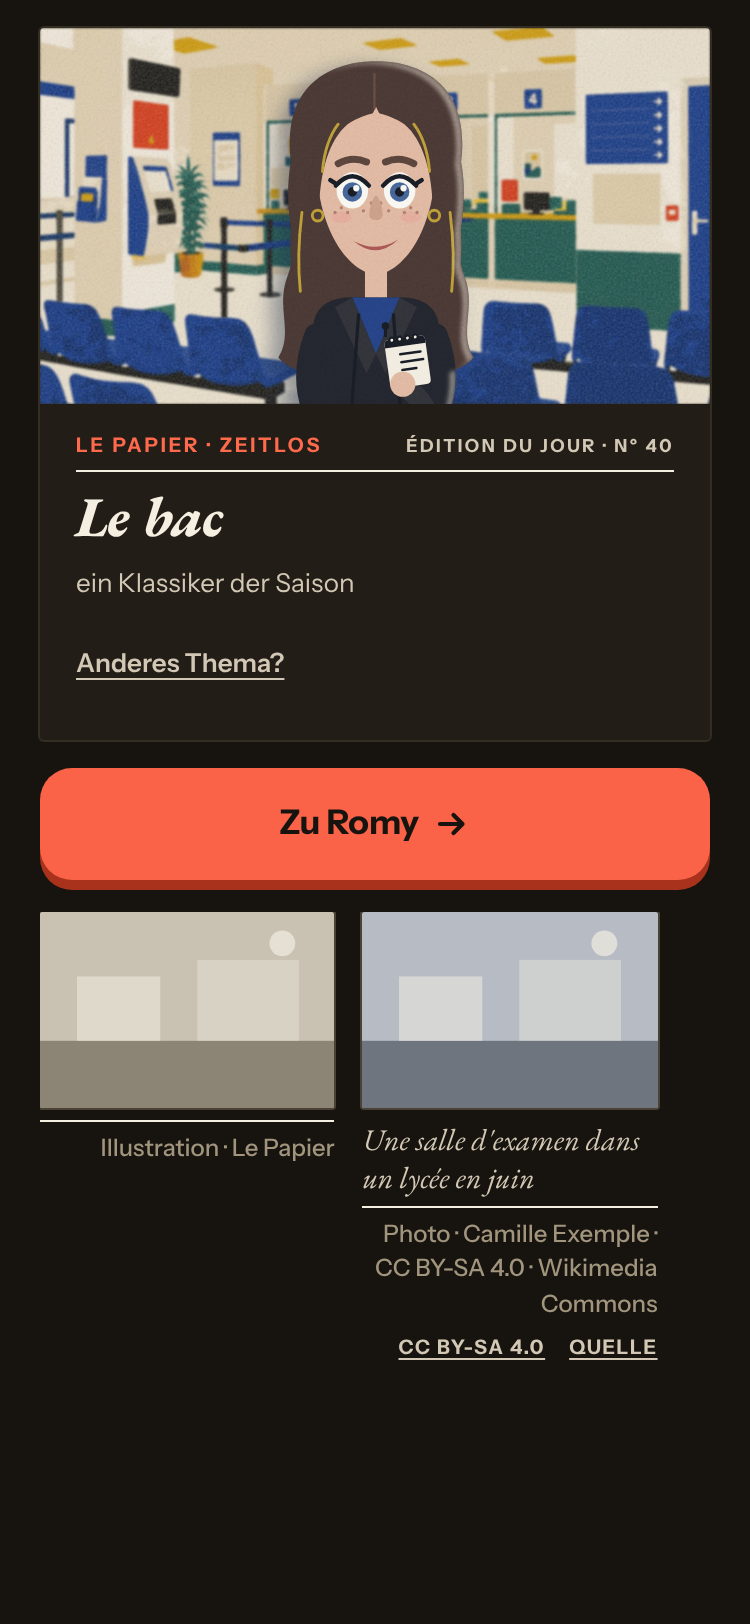 4
4
LE PAPIER · ZEITLOS
ÉDITION DU JOUR · N° 40
Le bac
ein Klassiker der Saison
Anderes Thema?
Zu Romy →
Illustration · Le Papier
Une salle d'examen dans
un lycée en juin
Photo · Camille Exemple ·
CC BY-SA 4.0 · Wikimedia
Commons
CC BY-SA 4.0 QUELLE